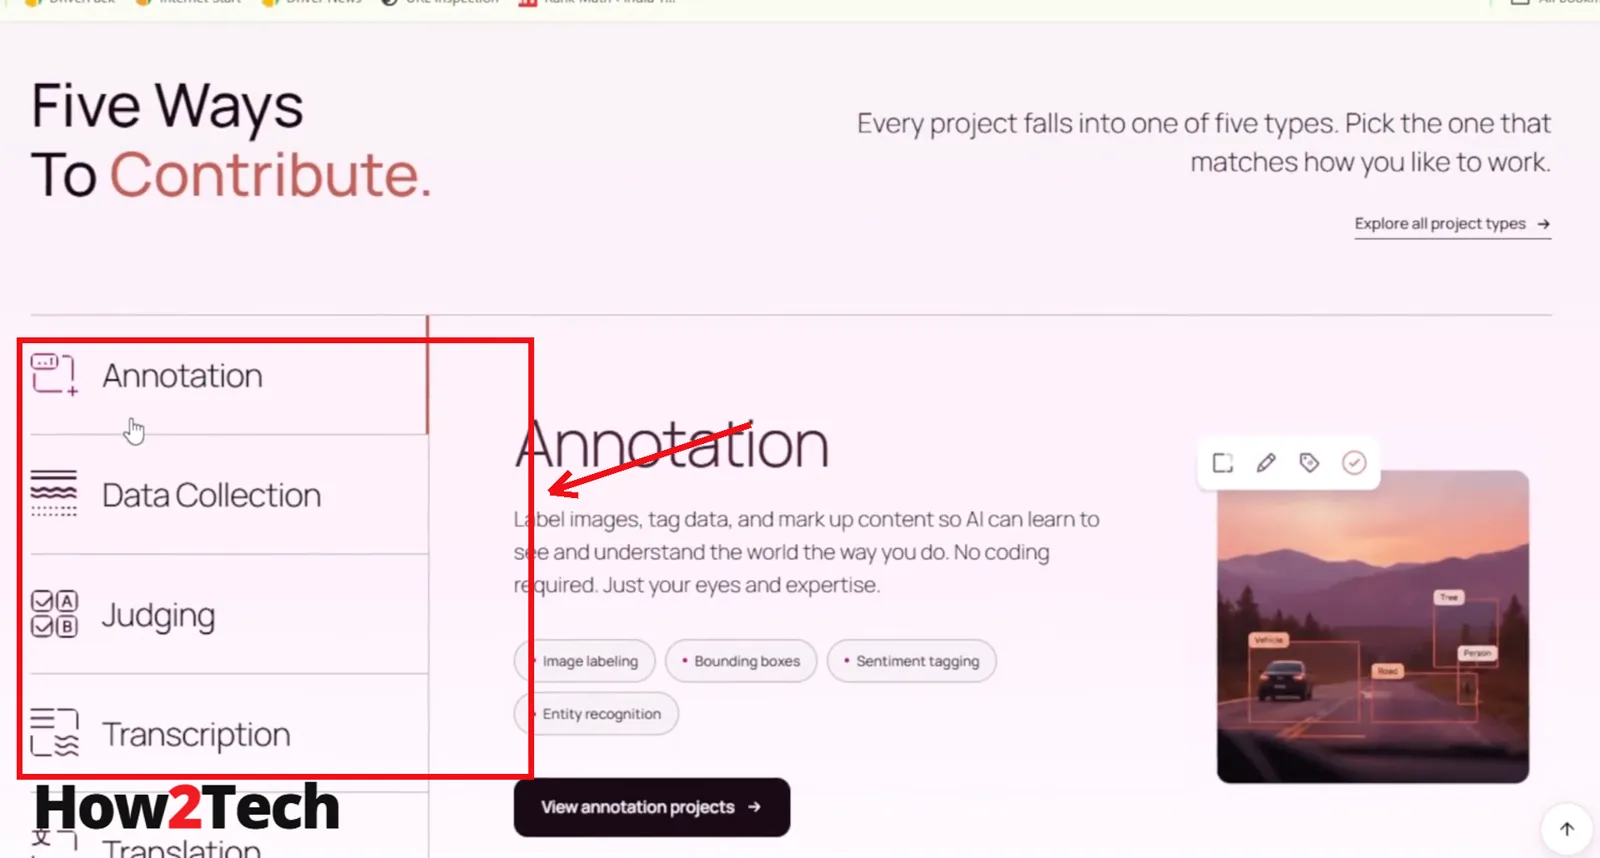 Five Ways
To Contribute.
Every project falls into one of five types. Pick the one that
matches how you like to work.
Explore all project types →
Annotation
Data Collection
Judging
A
B
Transcription
Translation
Annotation
Label images, tag data, and mark up content so AI can learn to
see and understand the world the way you do. No coding
required. Just your eyes and expertise.
Image labeling
Bounding boxes
Sentiment tagging
Entity recognition
View annotation projects →
Tree
Vehicle
Person
Road
How2Tech
文